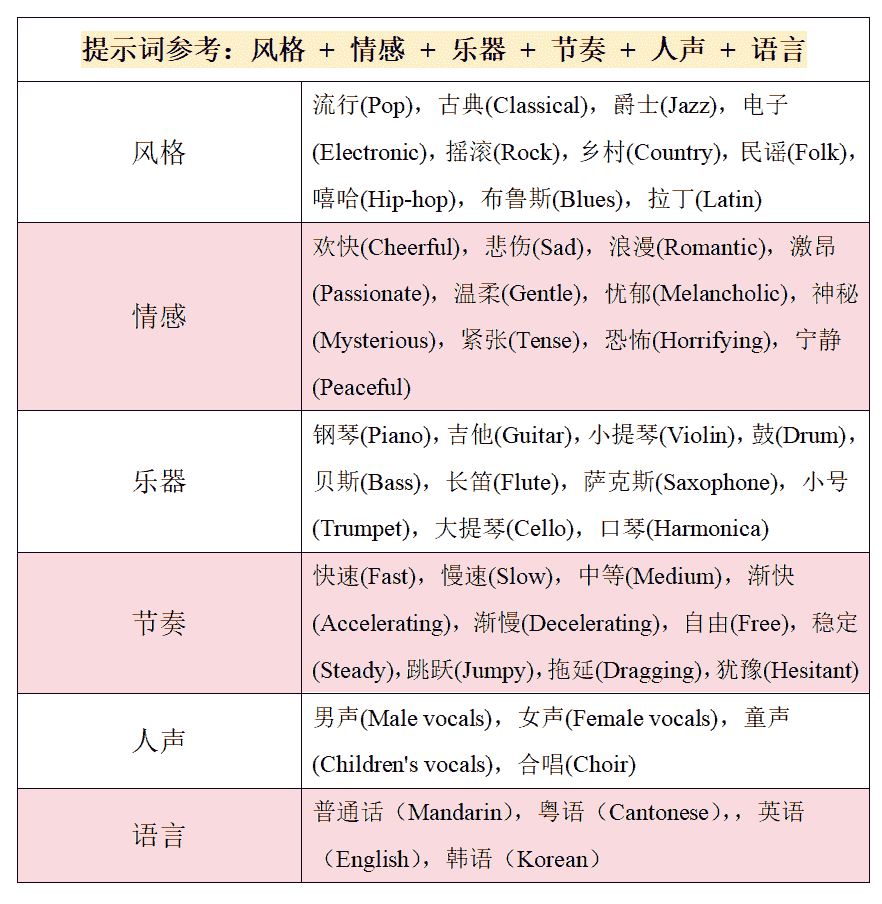 提示词参考：风格 + 情感 + 乐器 + 节奏 + 人声 + 语言
风格
流行(Pop)，古典(Classical)，爵士(Jazz)，电子
(Electronic)，摇滚(Rock)，乡村(Country)，民谣(Folk)，
嘻哈(Hip-hop)，布鲁斯(Blues)，拉丁(Latin)
情感
欢快(Cheerful)，悲伤(Sad)，浪漫(Romantic)，激昂
(Passionate)，温柔(Gentle)，忧郁(Melancholic)，神秘
(Mysterious)，紧张(Tense)，恐怖(Horrifying)，宁静
(Peaceful)
乐器
钢琴(Piano)，吉他(Guitar)，小提琴(Violin)，鼓(Drum)，
贝斯(Bass)，长笛(Flute)，萨克斯(Saxophone)，小号
(Trumpet)，大提琴(Cello)，口琴(Harmonica)
节奏
快速(Fast)，慢速(Slow)，中等(Medium)，渐快
(Accelerating)，渐慢(Decelerating)，自由(Free)，稳定
(Steady)，跳跃(Jumpy)，拖延(Dragging)，犹豫(Hesitant)
人声
男声(Male vocals)，女声(Female vocals)，童声
(Children's vocals)，合唱(Choir)
语言
普通话（Mandarin），粤语（Cantonese），，英语
（English），韩语（Korean）